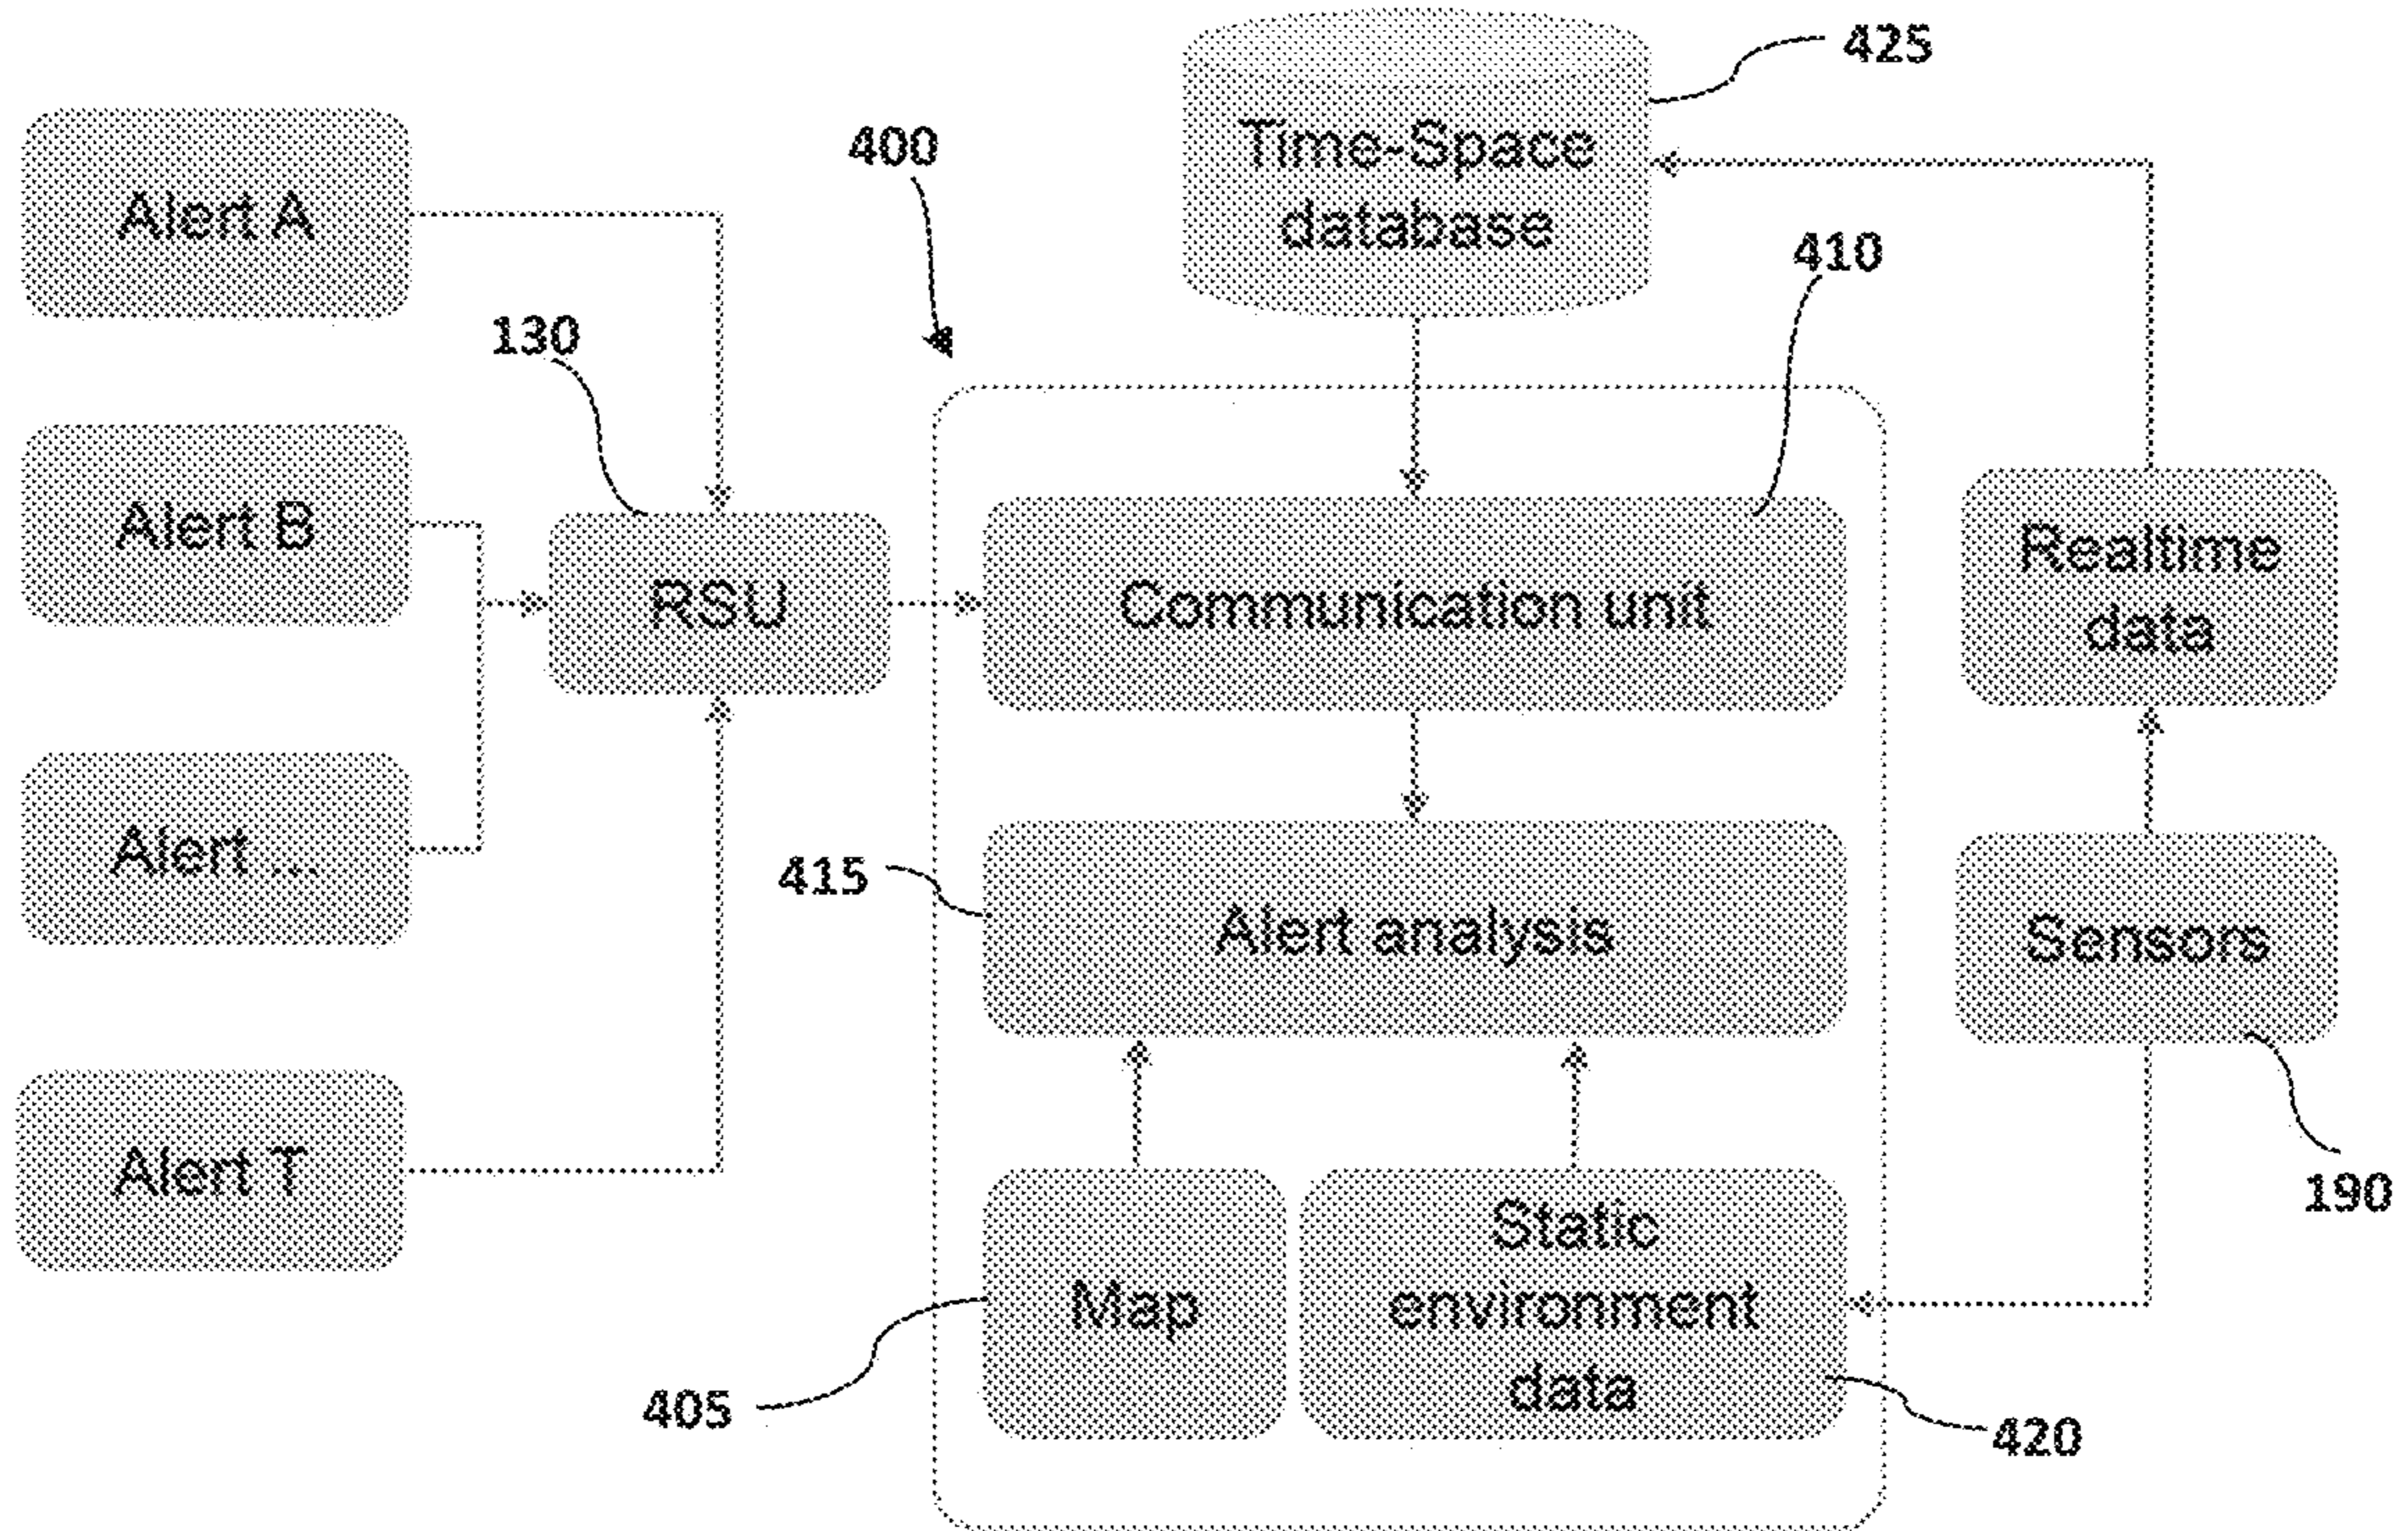 425
Time-Space
database
400
Alert A
410
130
Alert B
RSU
Communication unit
Realtime
data
Alert ...
415
Alert analysis
Sensors
Alert T
190
Map
Static
environment
data
405
420